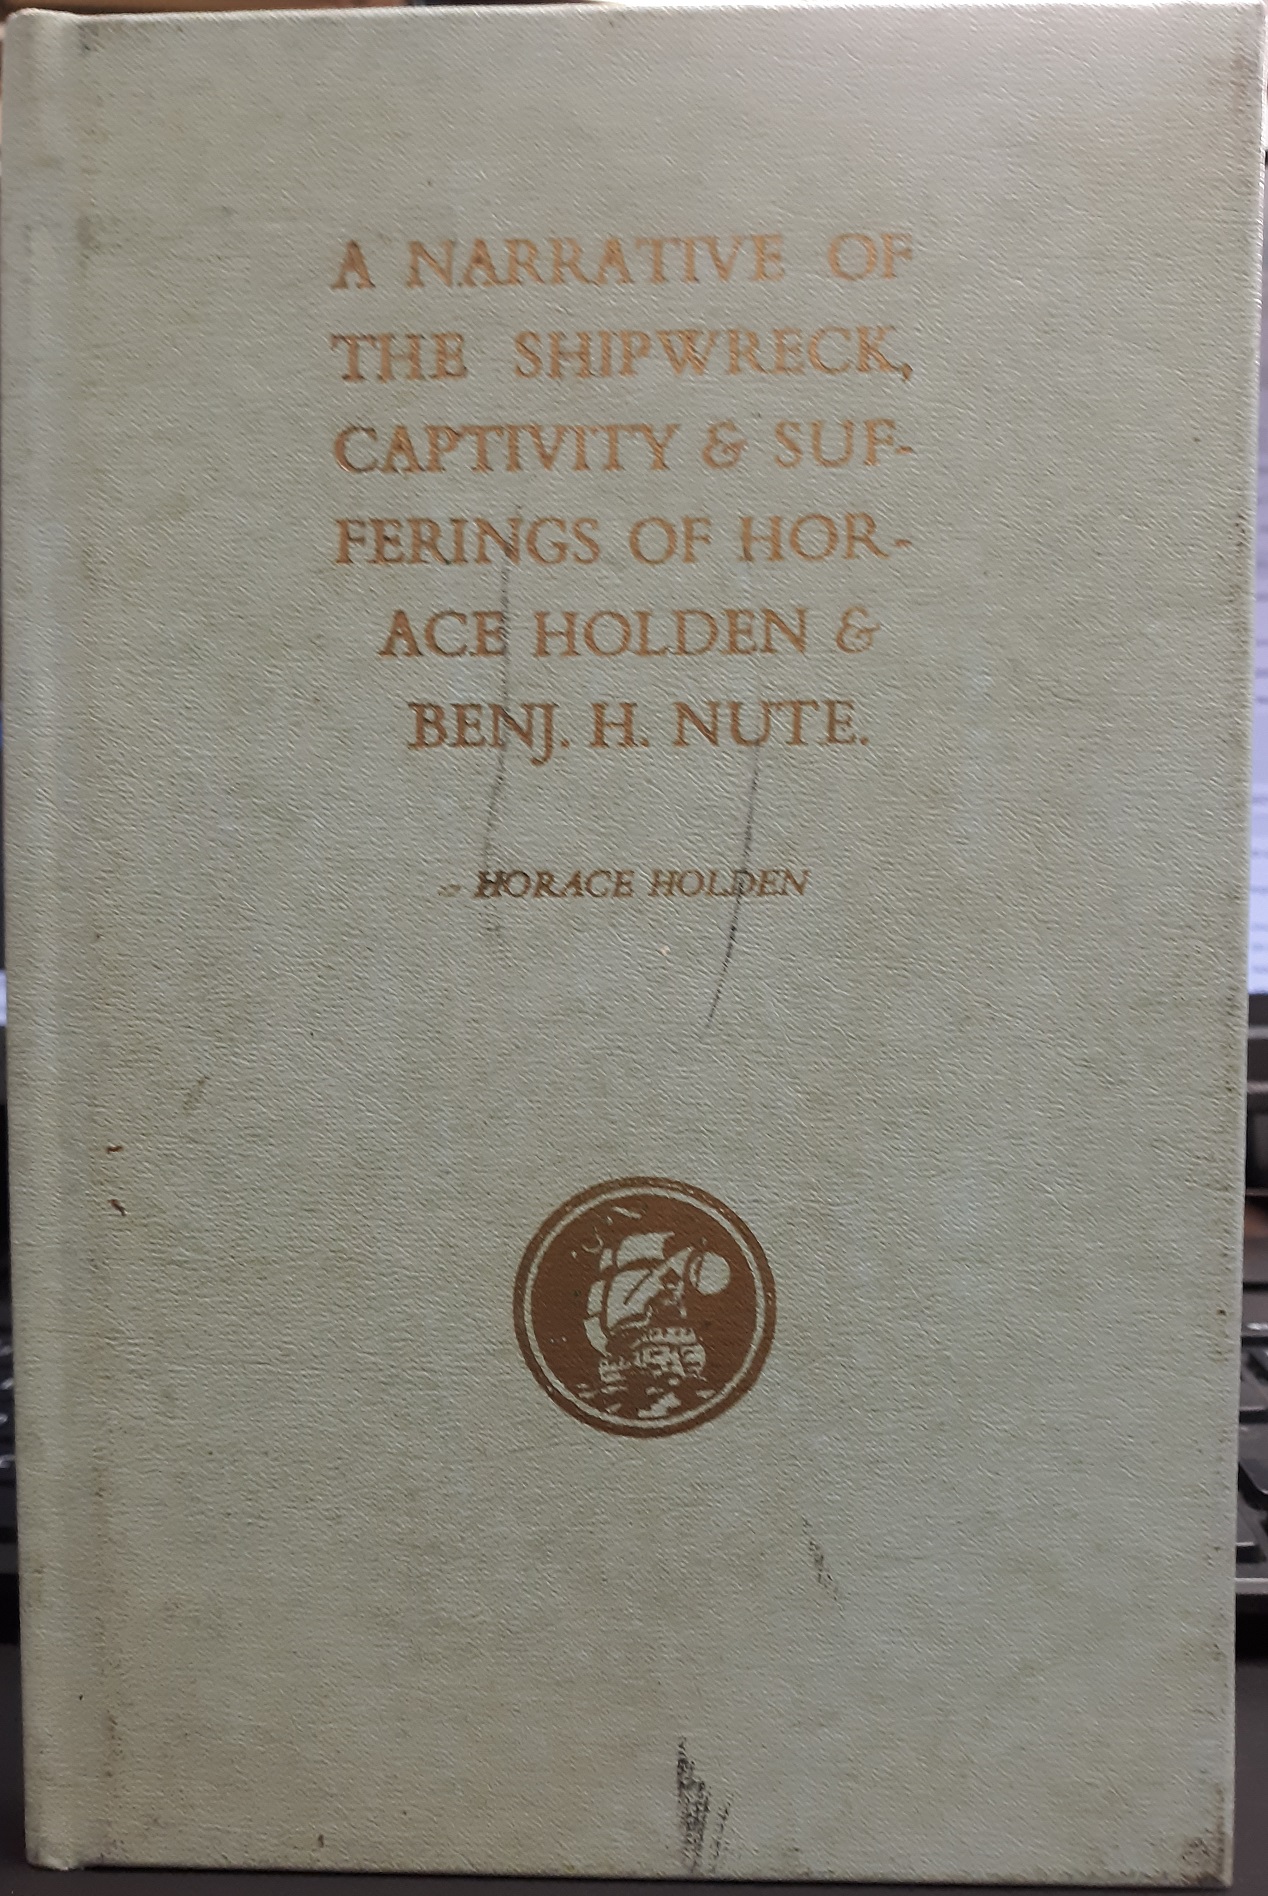 A NARRATIVE OF
THE SHIPWRECK,
CAPTIVITY & SUF-
FERINGS OF HOR-
ACE HOLDEN &
BENJ. H. NUTE.
- HORACE HOLDEN